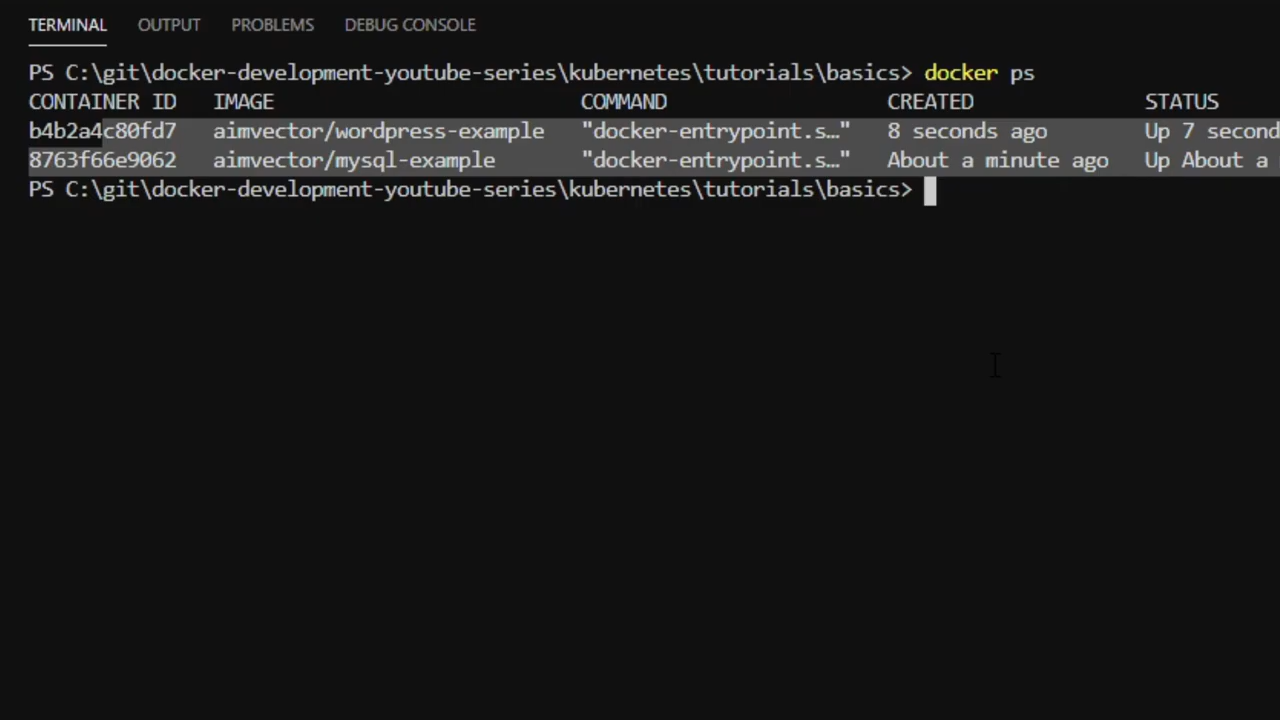 TERMINAL OUTPUT PROBLEMS DEBUG CONSOLE
PS C:\git\docker-development-youtube-series\kubernetes\tutorials\basics> docker ps
CONTAINER ID IMAGE COMMAND CREATED STATUS
b4b2a4c80fd7 aimvector/wordpress-example "docker-entrypoint.s…" 8 seconds ago Up 7 second
8763f66e9062 aimvector/mysql-example "docker-entrypoint.s…" About a minute ago Up About a
PS C:\git\docker-development-youtube-series\kubernetes\tutorials\basics>